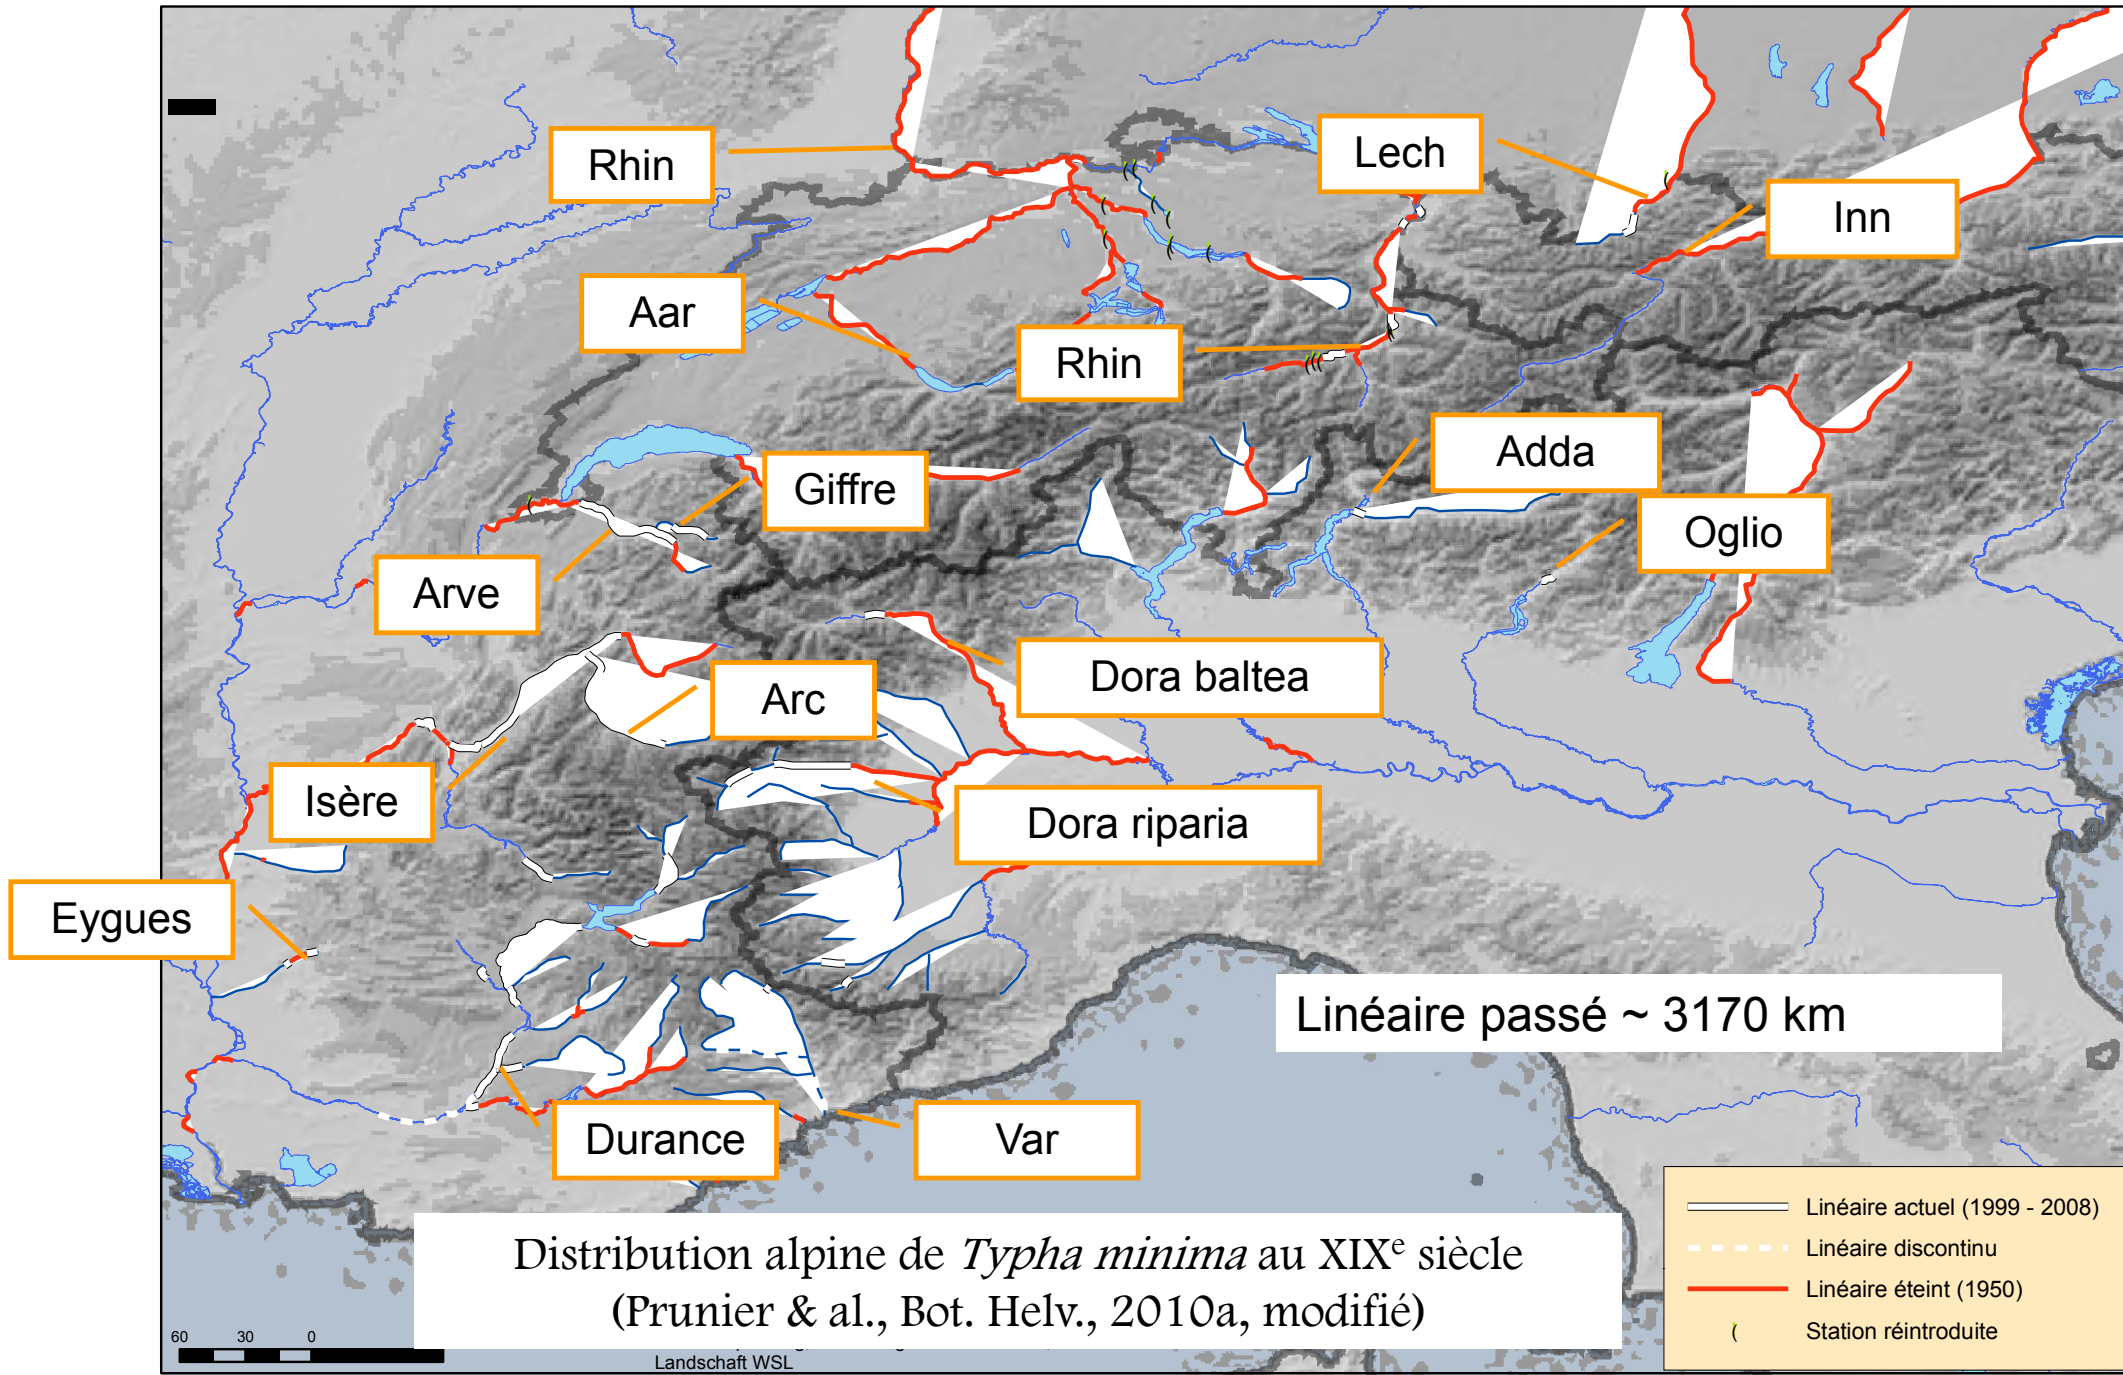 Rhin
Lech
Inn
Aar
Rhin
Adda
Giffre
Oglio
Arve
Dora baltea
Arc
Isère
Dora riparia
Eygues
Linéaire passé ~ 3170 km
Durance
Var
Linéaire actuel (1999 - 2008)
Linéaire discontinu
Linéaire éteint (1950)
Station réintroduite
Distribution alpine de Typha minima au XIXe siècle
(Prunier & al., Bot. Helv., 2010a, modifié)
60 30 0
Landschaft WSL